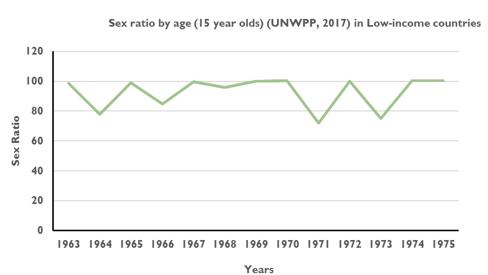 Sex ratio by age (15 year olds) (UNWPP, 2017) in Low-income countries
120
100
80
60
40
20
0
Sex Ratio
1963 1964 1965 1966 1967 1968 1969 1970 1971 1972 1973 1974 1975
Years